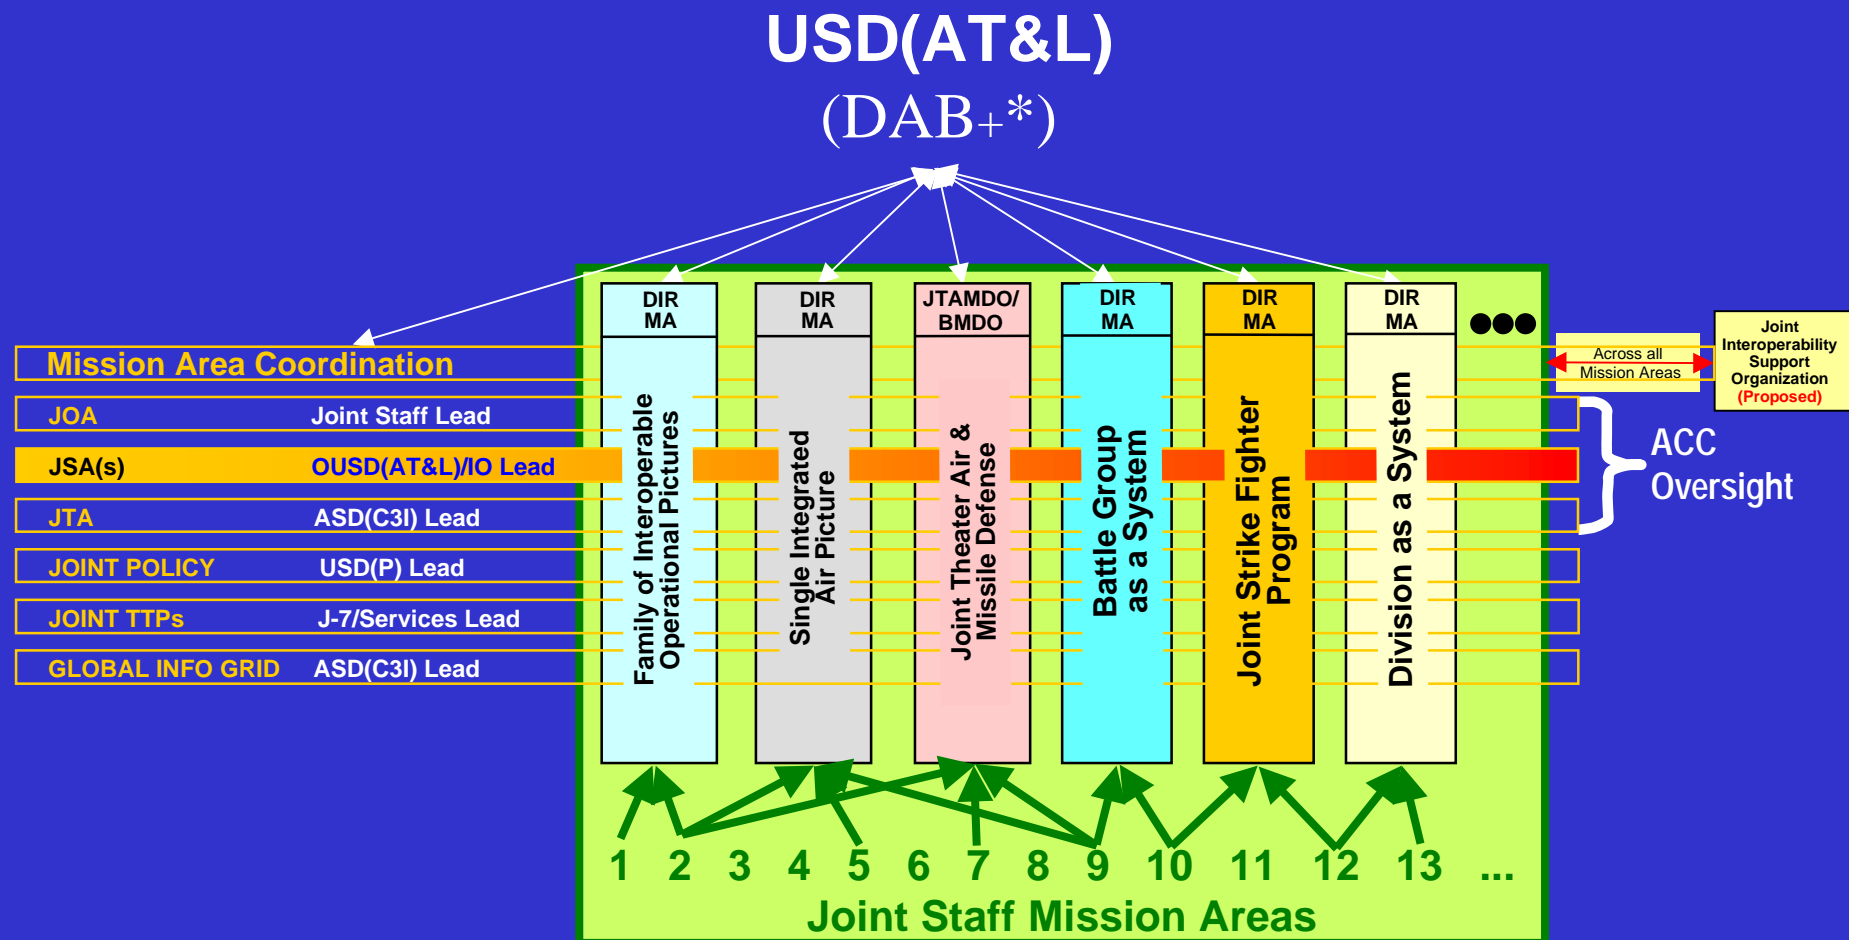 USD(AT&L)
(DAB+*)
DIR
MA
DIR
MA
JTAMDO/
BMDO
DIR
MA
DIR
MA
DIR
MA
Mission Area Coordination
JOA Joint Staff Lead
JSA(s) OUSD(AT&L)/IO Lead
JTA ASD(C3I) Lead
JOINT POLICY USD(P) Lead
JOINT TTPs J-7/Services Lead
GLOBAL INFO GRID ASD(C3I) Lead
Family of Interoperable
Operational Pictures
Single Integrated
Air Picture
Joint Theater Air &
Missile Defense
Battle Group
as a System
Joint Strike Fighter
Program
Division as a System
Across all
Mission Areas
Joint
Interoperability
Support
Organization
(Proposed)
ACC
Oversight
1 2 3 4 5 6 7 8 9 10 11 12 13 ...
Joint Staff Mission Areas